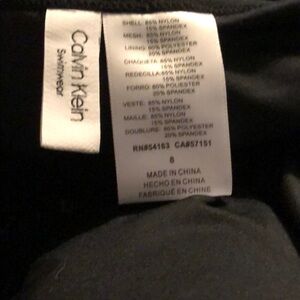 Calvin Klein
Swimwear
SHELL: 85% NYLON
15% SPANDEX
MESH: 85% NYLON
15% SPANDEX
LINING: 80% POLYESTER
20% SPANDEX
CHAQUETA: 85% NYLON
15% SPANDEX
REDECILLA: 85% NYLON
15% SPANDEX
FORRO: 80% POLYESTER
20% SPANDEX
VESTE: 85% NYLON
15% SPANDEX
MAILLE: 85% NYLON
15% SPANDEX
DOUBLURE: 80% POLYESTER
20% SPANDEX
RN#54163 CA#57151
8
MADE IN CHINA
HECHO EN CHINA
FABRIQUÉ EN CHINE